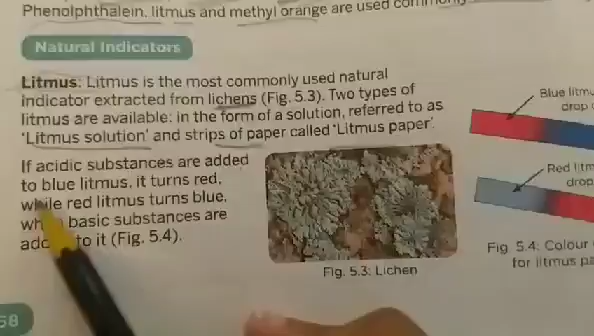 Phenolphthalein, litmus and methyl orange are used
Natural Indicators
Litmus: Litmus is the most commonly used natural
indicator extracted from lichens (Fig. 5.3). Two types of
litmus are available: in the form of a solution, referred to as
'Litmus solution' and strips of paper called 'Litmus paper'.
If acidic substances are added
to blue litmus, it turns red,
while red litmus turns blue,
basic substances are
to it (Fig. 5.4).
Fig. 5.3: Lichen
Blue
drop
Red
drop
Fig. 5.4: Colour
for litmus
58